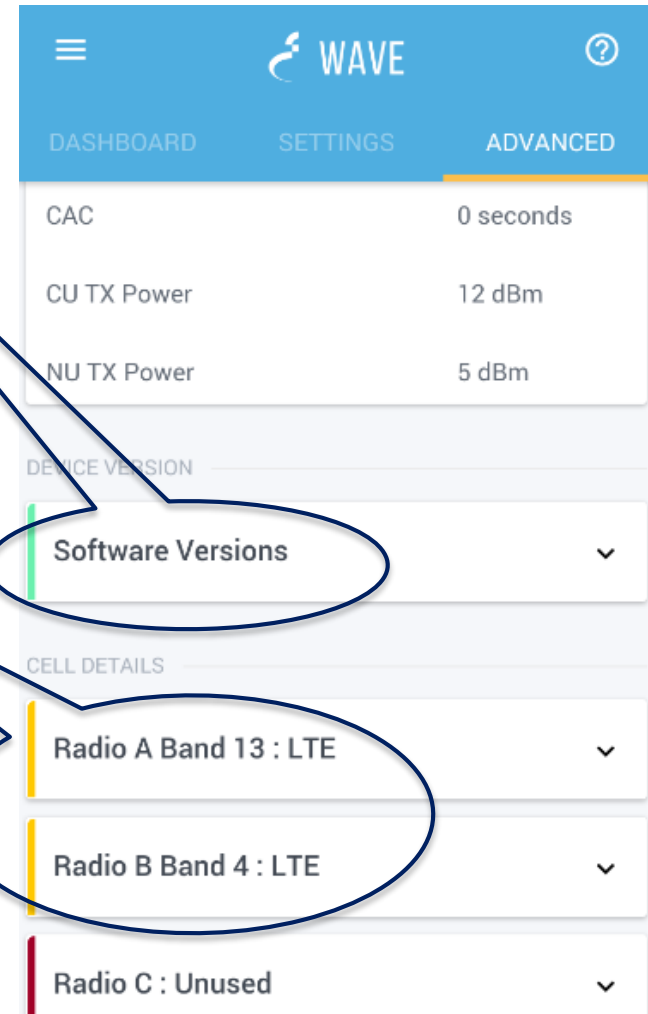 WAVE
DASHBOARD SETTINGS ADVANCED
CAC 0 seconds
CU TX Power 12 dBm
NU TX Power 5 dBm
DEVICE VERSION
Software Versions
CELL DETAILS
Radio A Band 13 : LTE
Radio B Band 4 : LTE
Radio C : Unused